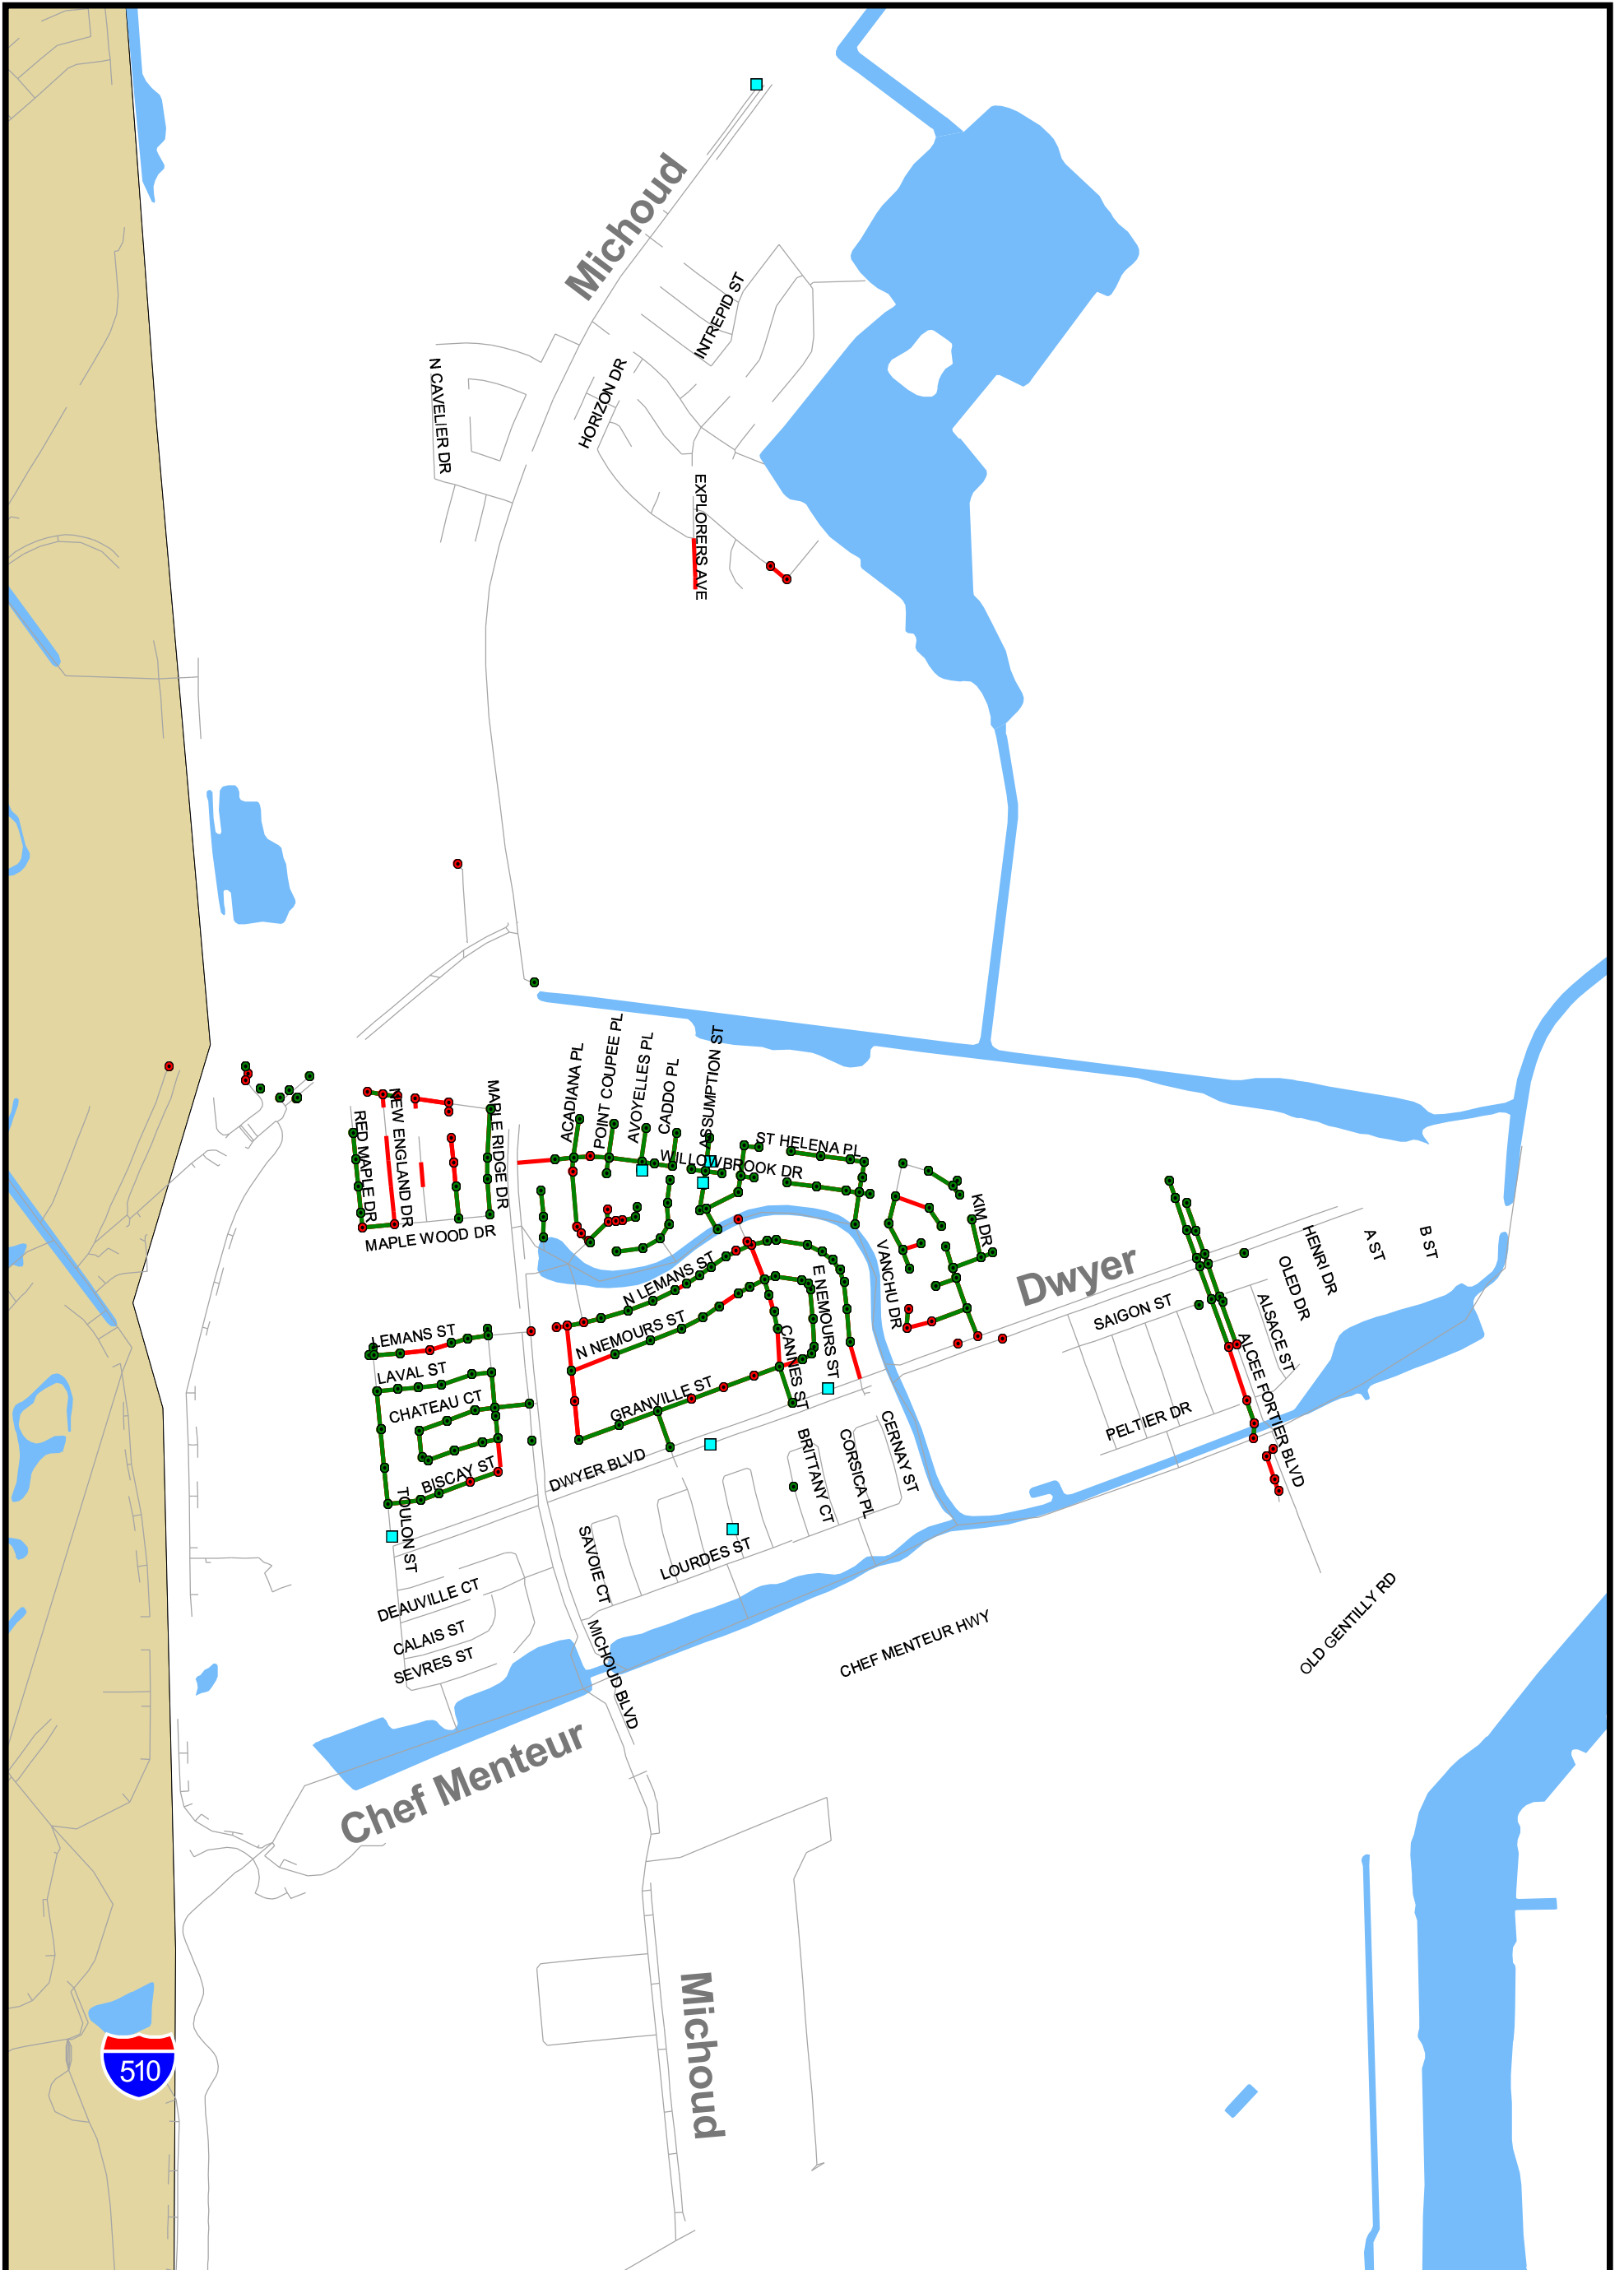 Michoud
INTREPID ST
HORIZON DR
N CAVELIER DR
EXPLORERS AVE
ACADIANA PL
POINT COUPEE PL
AVOYELLES PL
CADDO PL
ASSUMPTION ST
ST HELENA PL
WILLOWBROOK DR
RED MAPLE DR
NEW ENGLAND DR
MAPLE RIDGE DR
MAPLE WOOD DR
KIM DR
VANCHU DR
Dwyer
N LEMANS ST
E NEMOURS ST
N NEMOURS ST
CANNES ST
GRANVILLE ST
LEMANS ST
LAVAL ST
CHATEAU CT
BISCAY ST
TOULON ST
DWYER BLVD
SAIGON ST
HENRI DR
OLED DR
A ST
B ST
ALSACE ST
ALCEE FORTIER BLVD
PELTIER DR
BRITTANY CT
CORSICA PL
CERNAY ST
SAVOIE CT
LOURDES ST
DEAUVILLE CT
CALAIS ST
SEVRES ST
MICHOUD BLVD
CHEF MENTEUR HWY
OLD GENTILLY RD
Chef Menteur
Michoud
510